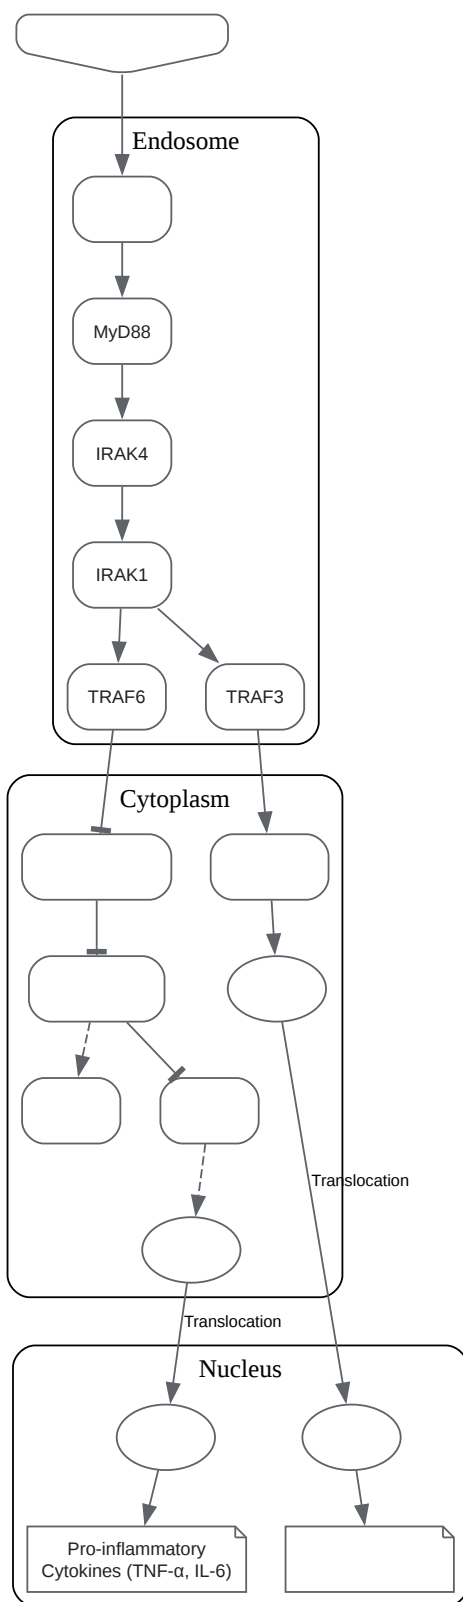 Endosome
MyD88
IRAK4
IRAK1
TRAF6
TRAF3
Cytoplasm
Translocation
Translocation
Nucleus
Pro-inflammatory
Cytokines (TNF-α, IL-6)